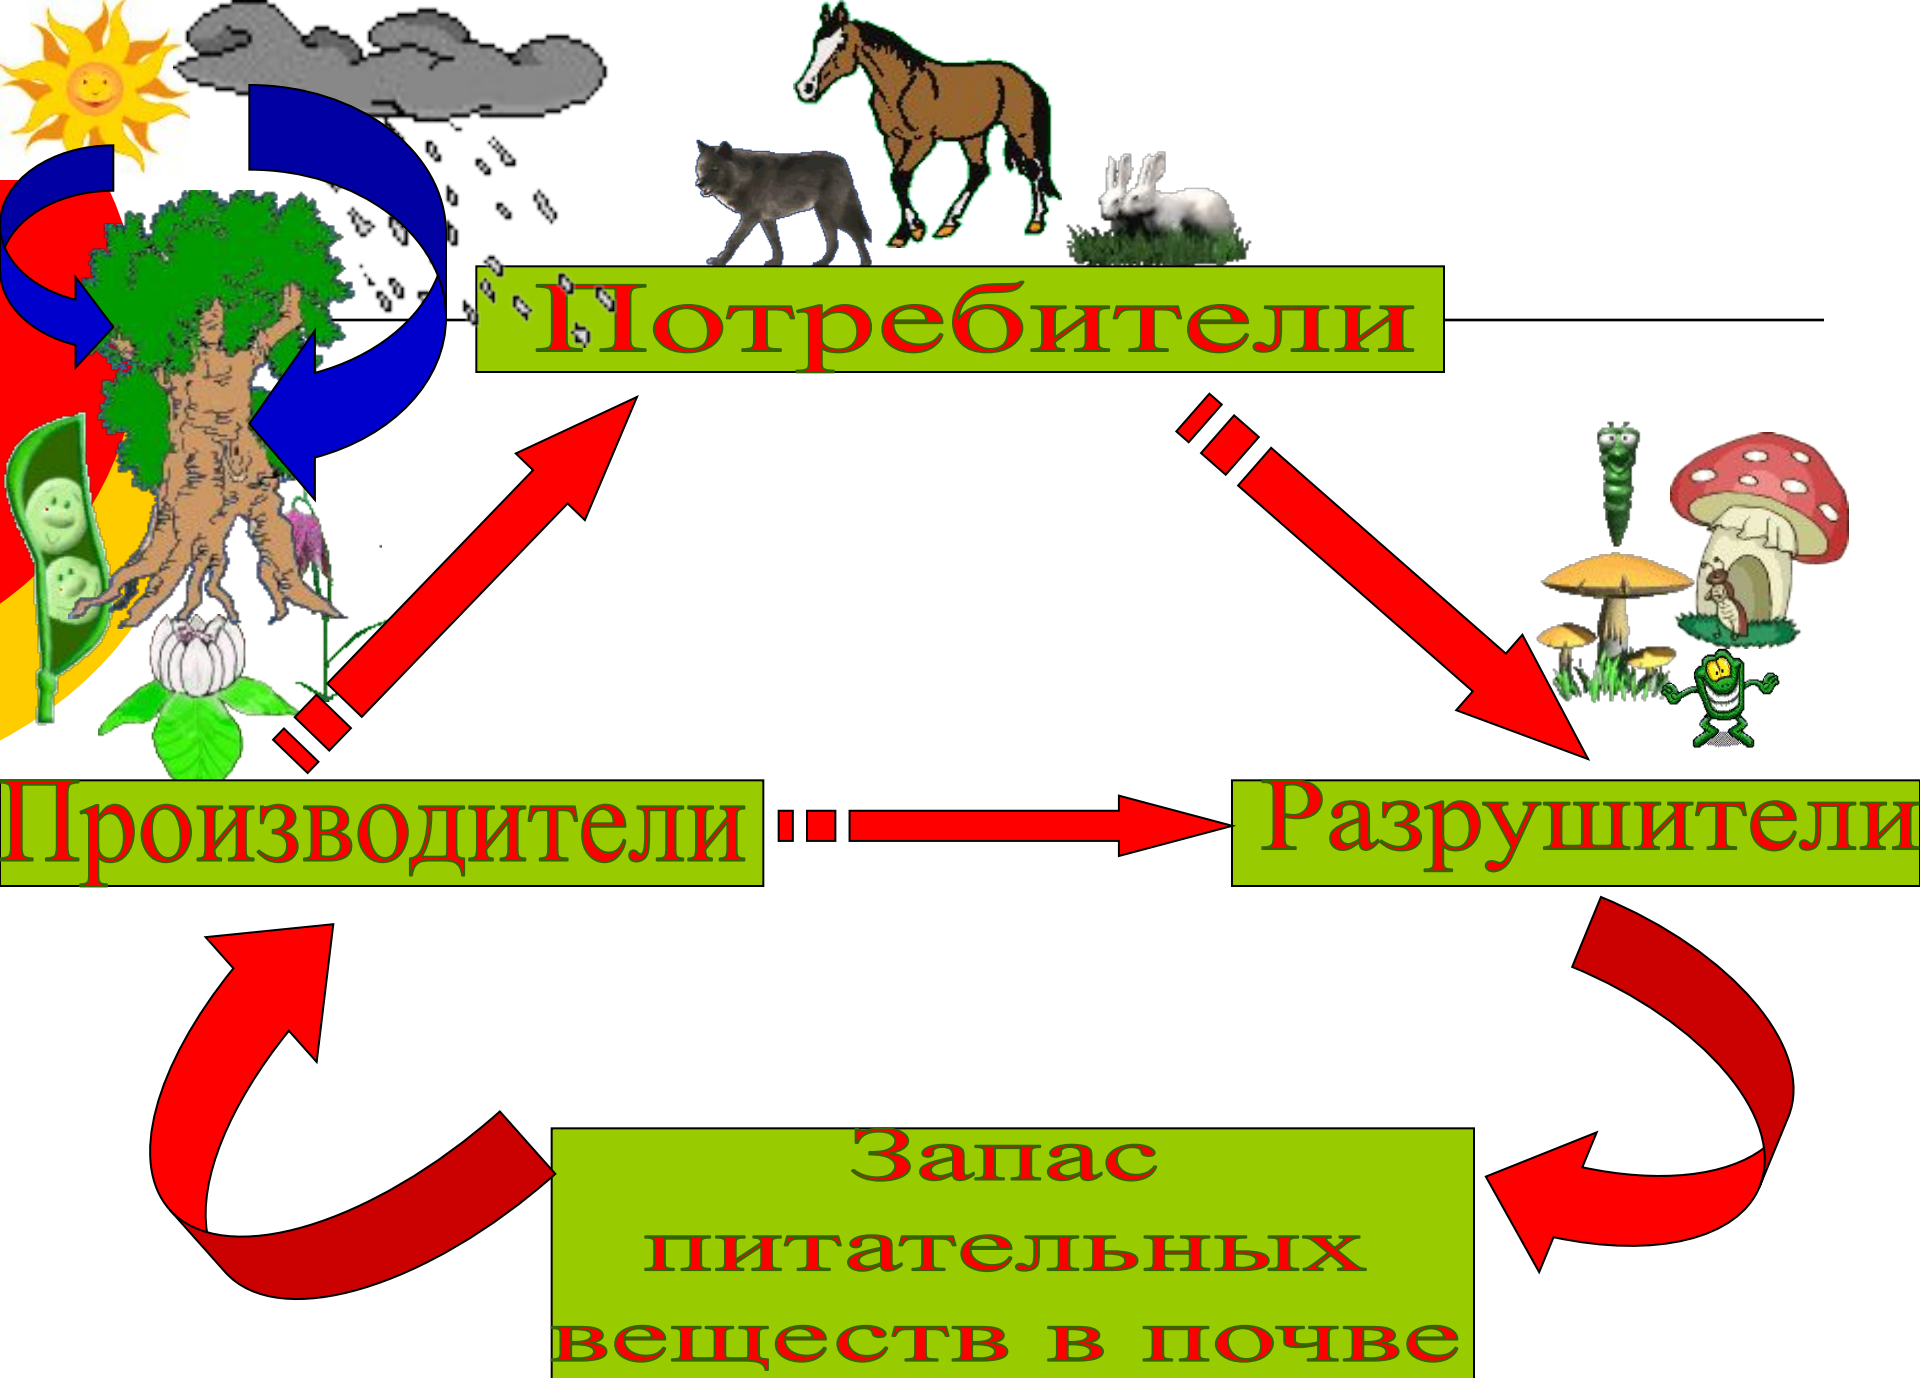 Потребители
Производители
Разрушители
Запас
питательных
веществ в почве